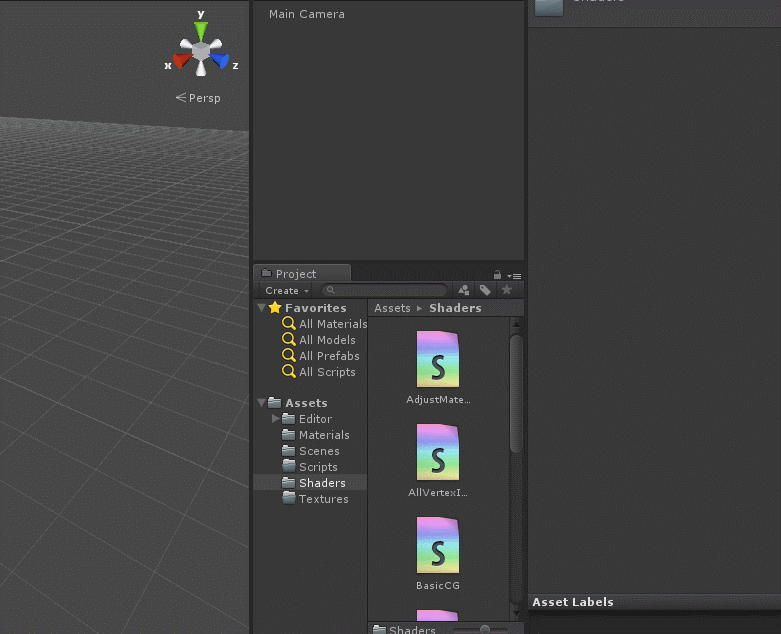 y
x
z
Persp
Main Camera
Shaders
Project
Create
Favorites
All Materials
All Models
All Prefabs
All Scripts
Assets
Editor
Materials
Scenes
Scripts
Shaders
Textures
Assets ▸ Shaders
S
AdjustMate...
S
AllVertexI...
S
BasicCG
Shaders
Asset Labels